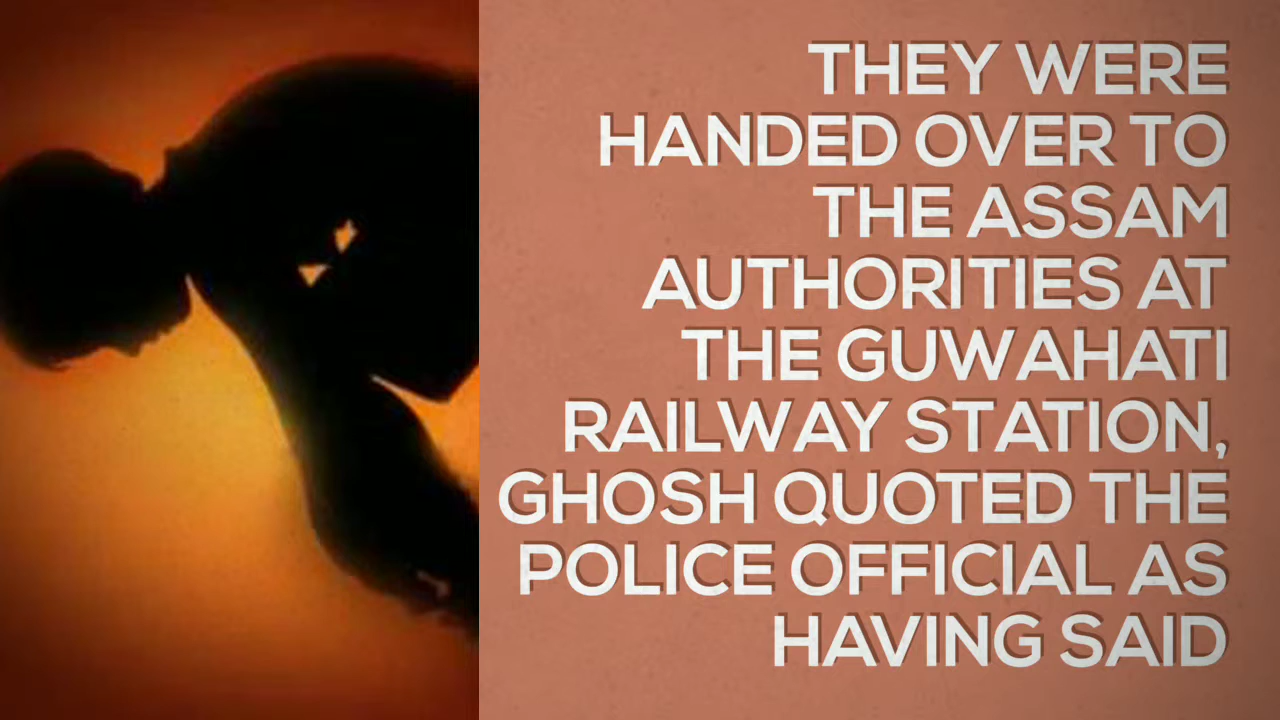 THEY WERE
HANDED OVER TO
THE ASSAM
AUTHORITIES AT
THE GUWAHATI
RAILWAY STATION,
GHOSH QUOTED THE
POLICE OFFICIAL AS
HAVING SAID